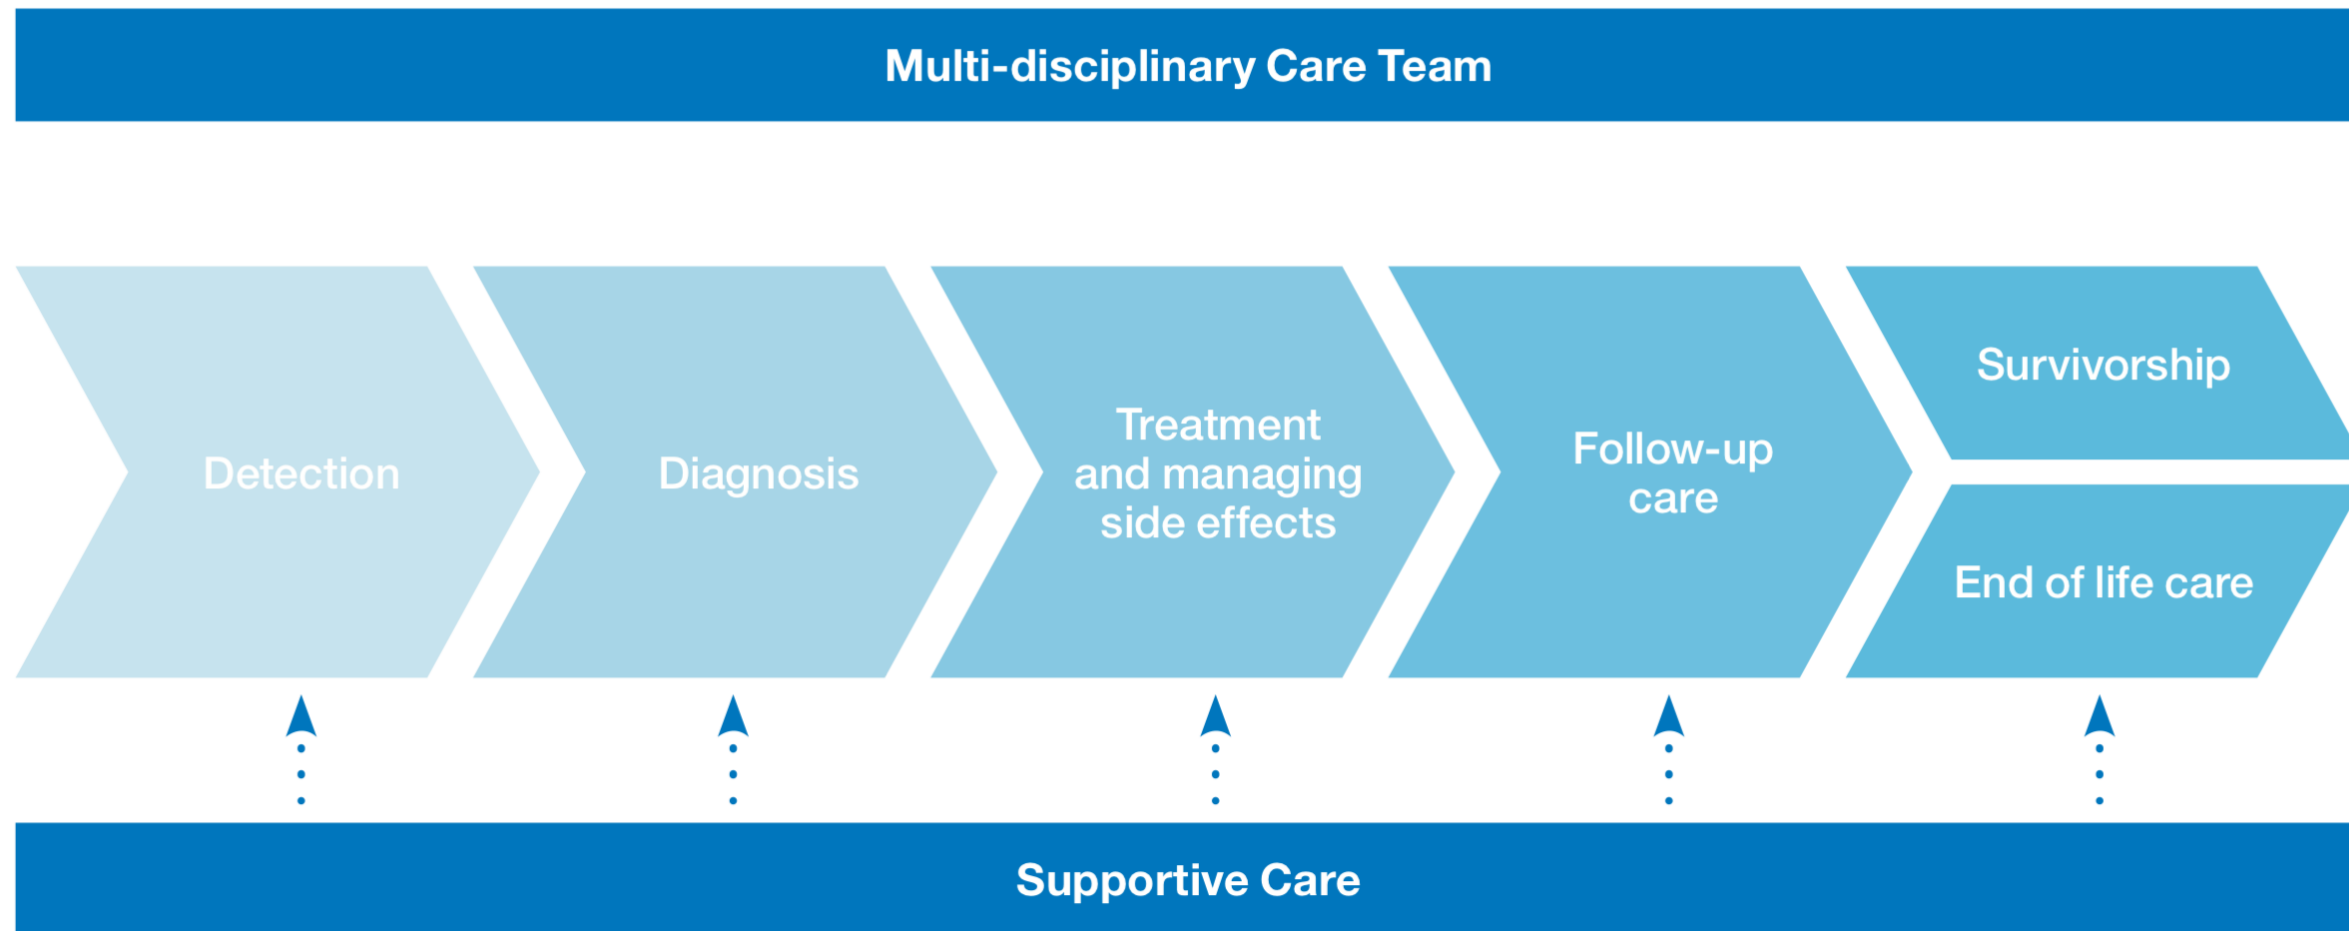 Multi-disciplinary Care Team
Detection
Diagnosis
Treatment
and managing
side effects
Follow-up
care
Survivorship
End of life care
Supportive Care